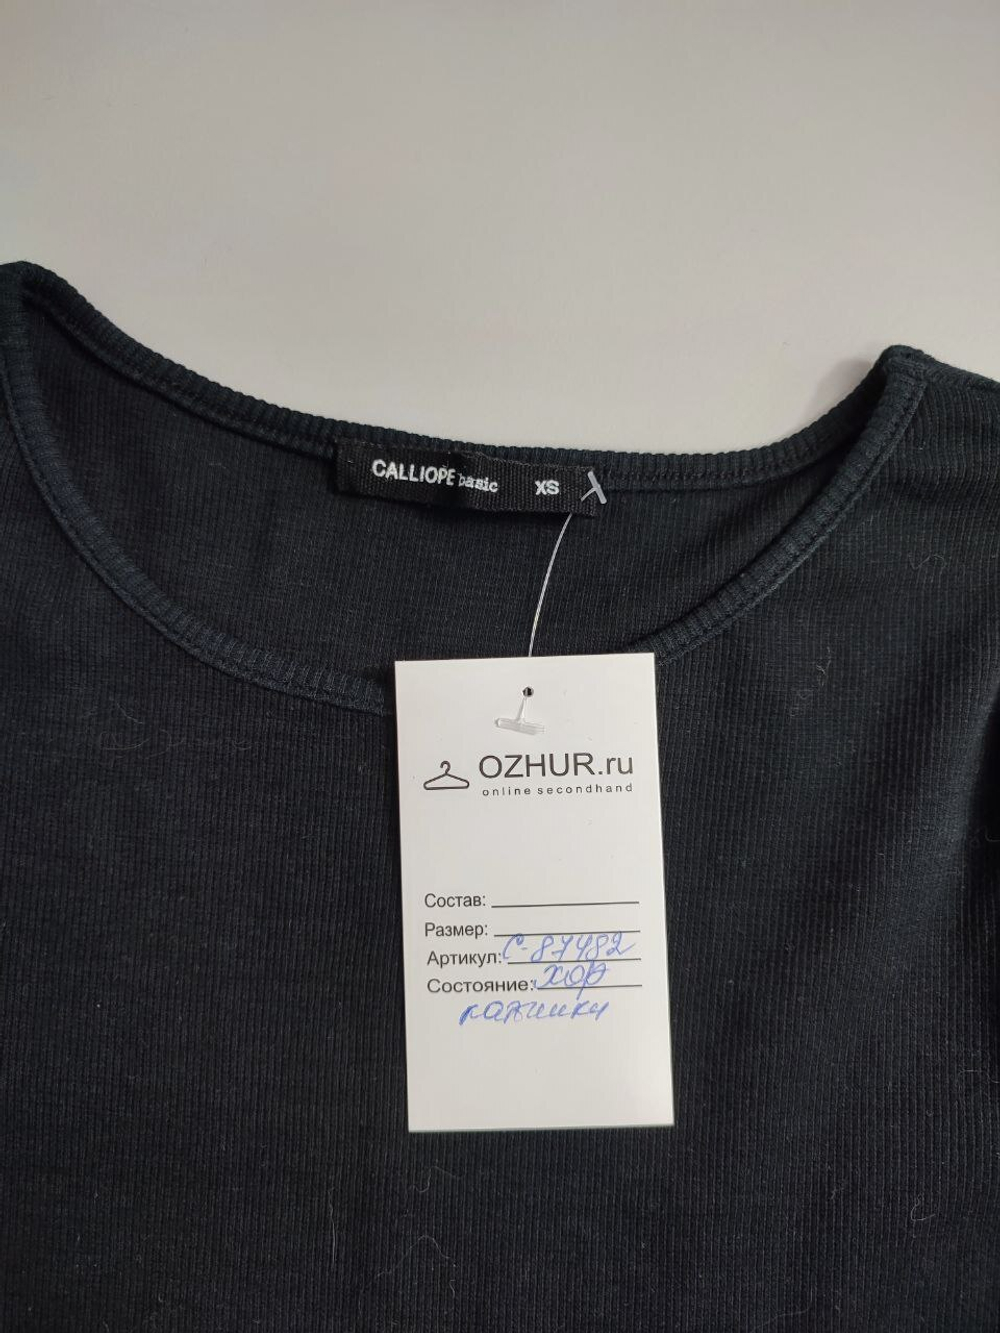 CALLIOPE basic XS
OZHUR.ru
online secondhand
Состав:
Размер:
Артикул: С-87482
Состояние: хор
катышки